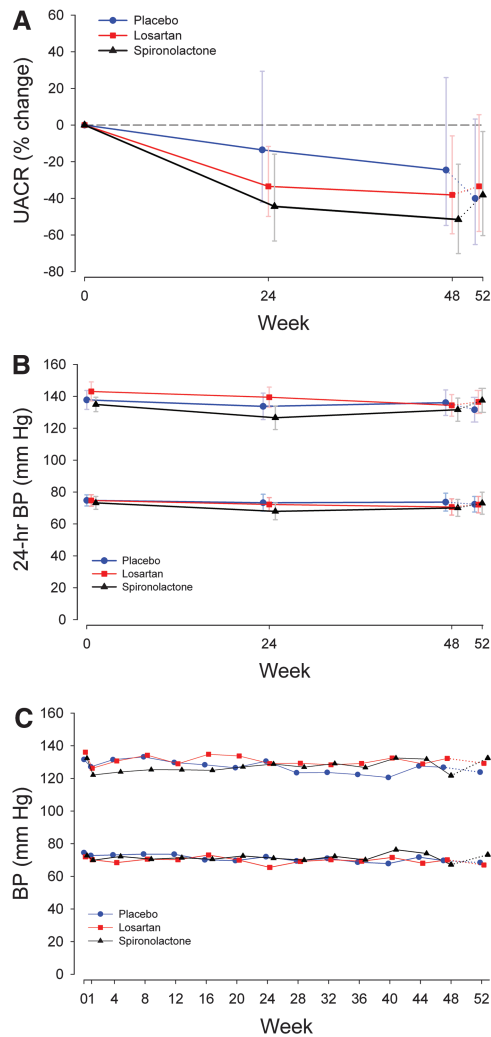 A
Placebo
Losartan
Spironolactone
UACR (% change)
60
40
20
0
-20
-40
-60
-80
0 24 48 52
Week
B
24-hr BP (mm Hg)
160
140
120
100
80
60
40
20
0
Placebo
Losartan
Spironolactone
0 24 48 52
Week
C
BP (mm Hg)
160
140
120
100
80
60
40
20
0
Placebo
Losartan
Spironolactone
01 4 8 12 16 20 24 28 32 36 40 44 48 52
Week